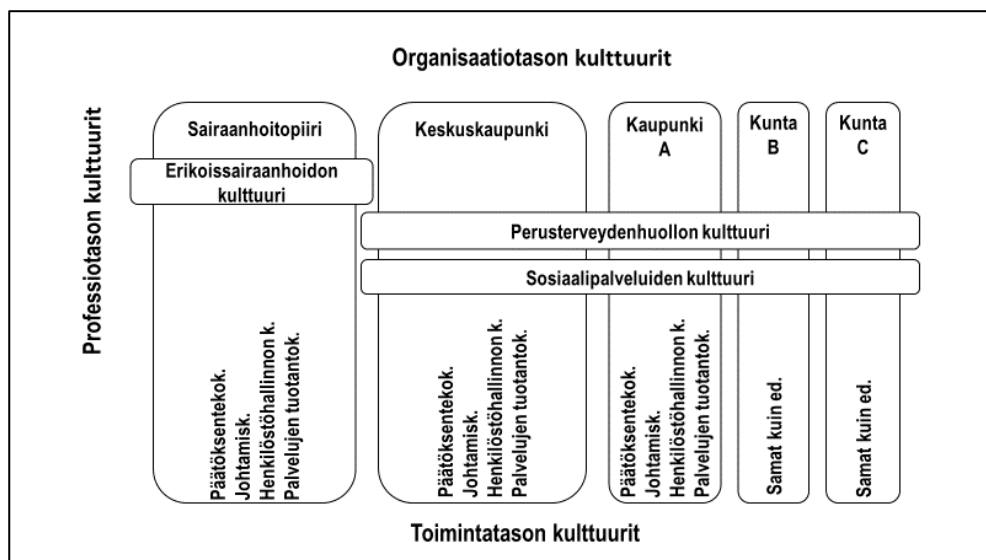 Organisaatiotason kulttuurit
Professiotason kulttuurit
Sairaanhoitopiiri
Keskuskaupunki
Kaupunki
A
Kunta
B
Kunta
C
Erikoissairaanhoidon
kulttuuri
Perusterveydenhuollon kulttuuri
Sosiaalipalveluiden kulttuuri
Päätöksentekok.
Johtamisk.
Henkilöstöhallinnon k.
Palvelujen tuotantok.
Päätöksentekok.
Johtamisk.
Henkilöstöhallinnon k.
Palvelujen tuotantok.
Päätöksentekok.
Johtamisk.
Henkilöstöhallinnon k.
Palvelujen tuotantok.
Samat kuin ed.
Samat kuin ed.
Toimintatason kulttuurit